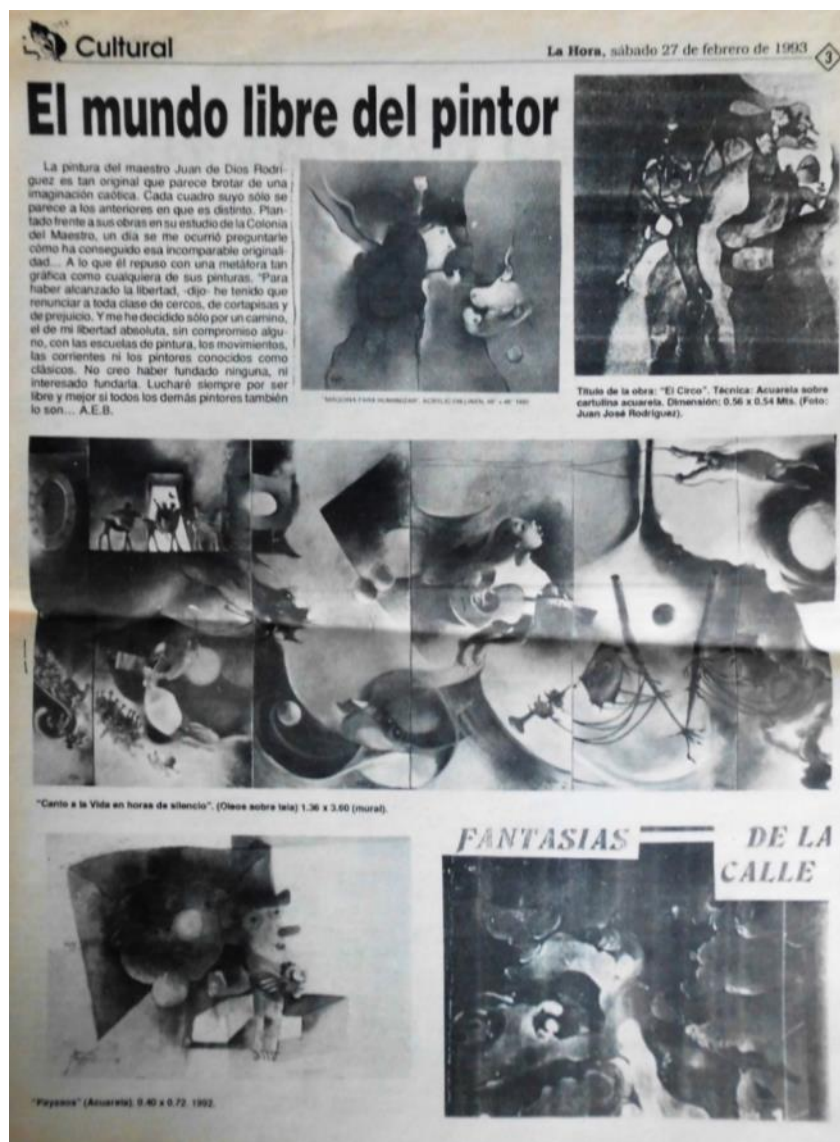 Cultural
La Hora, sábado 27 de febrero de 1993
3
El mundo libre del pintor
La pintura del maestro Juan de Dios Rodrí-
guez es tan original que parece brotar de una
imaginación caótica. Cada cuadro suyo sólo se
parece a los anteriores en que es distinto. Plan-
tado frente a sus obras en su estudio de la Colonia
del Maestro, un día se me ocurrió preguntarle
cómo ha conseguido esa incomparable originali-
dad... A lo que él repuso con una metáfora tan
gráfica como cualquiera de sus pinturas. "Para
haber alcanzado la libertad, -dijo- he tenido que
renunciar a toda clase de cercos, de cortapisas y
de prejuicio. Y me he decidido sólo por un camino,
el de mi libertad absoluta, sin compromiso algu-
no, con las escuelas de pintura, los movimientos,
las corrientes ni los pintores conocidos como
clásicos. No creo haber fundado ninguna, ni
interesado fundarla. Lucharé siempre por ser
libre y mejor si todos los demás pintores también
lo son... A.E.B.
PARA HUMANIZAR". ACRILICO
Título de la obra: "El Circo". Técnica: Acuarela sobre
cartulina acuarela. Dimensión: 0.56 x 0.54 Mts. (Foto:
Juan José Rodríguez).
"Canto a la Vida en horas de silencio". (Oleos sobre tela) 1.36 x 3.60 (mural).
FANTASIAS DE LA
CALLE
"Payasos" (Acuarela). 0.40 x 0.72. 1992.